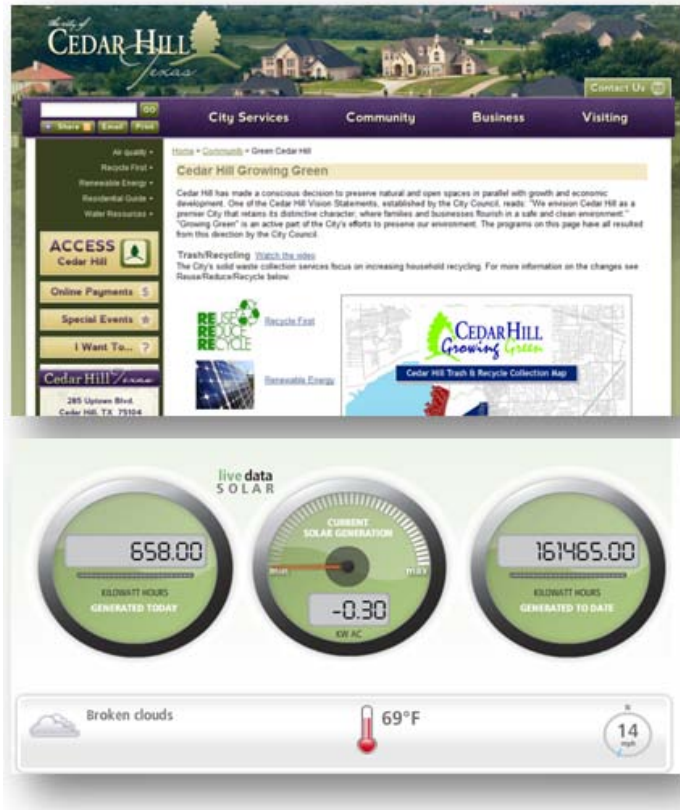 the city of
CEDAR HILL
Texas
Contact Us
GO
Share Email Print
City Services Community Business Visiting
Air quality
Recycle First
Renewable Energy
Residential Guide
Water Resources
Home • Community • Green Cedar Hill
Cedar Hill Growing Green
Cedar Hill has made a conscious decision to preserve natural and open spaces in parallel with growth and economic
development. One of the Cedar Hill Vision Statements, established by the City Council, reads: "We envision Cedar Hill as a
premier City that retains its distinctive character, where families and businesses flourish in a safe and clean environment."
"Growing Green" is an active part of the City's efforts to preserve our environment. The programs on this page have all resulted
from this direction by the City Council.
Trash/Recycling Watch the video
The City's solid waste collection services focus on increasing household recycling. For more information on the changes see
Reuse/Reduce/Recycle below.
ACCESS
Cedar Hill
Online Payments $
Special Events
I Want To... ?
Cedar Hill Texas
285 Uptown Blvd.
Cedar Hill, TX 75104
REUSE
REDUCE
RECYCLE
Recycle First
Renewable Energy
CEDAR HILL
Growing Green
Cedar Hill Trash & Recycle Collection Map
live data
SOLAR
658.00
KILOWATT HOURS
GENERATED TODAY
CURRENT
SOLAR GENERATION
min max
-0.30
KW AC
161465.00
KILOWATT HOURS
GENERATED TO DATE
Broken clouds
69°F
N
14
mph